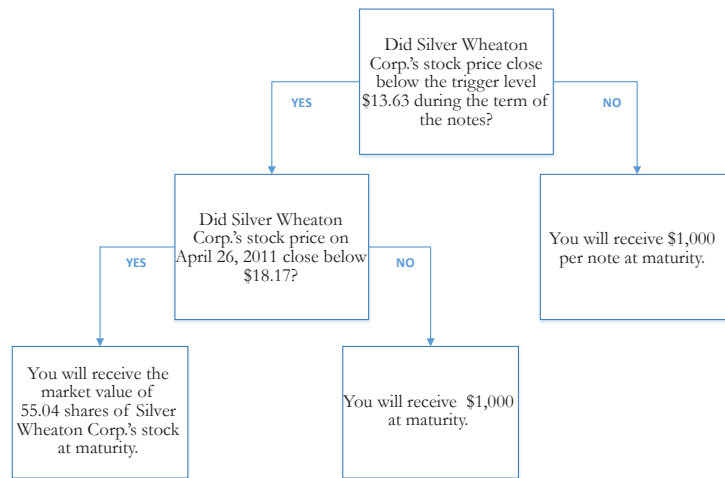 Did Silver Wheaton
Corp.'s stock price close
below the trigger level
$13.63 during the term of
the notes?
YES
NO
Did Silver Wheaton
Corp.'s stock price on
April 26, 2011 close below
$18.17?
You will receive $1,000
per note at maturity.
YES
NO
You will receive the
market value of
55.04 shares of Silver
Wheaton Corp.'s stock
at maturity.
You will receive $1,000
at maturity.